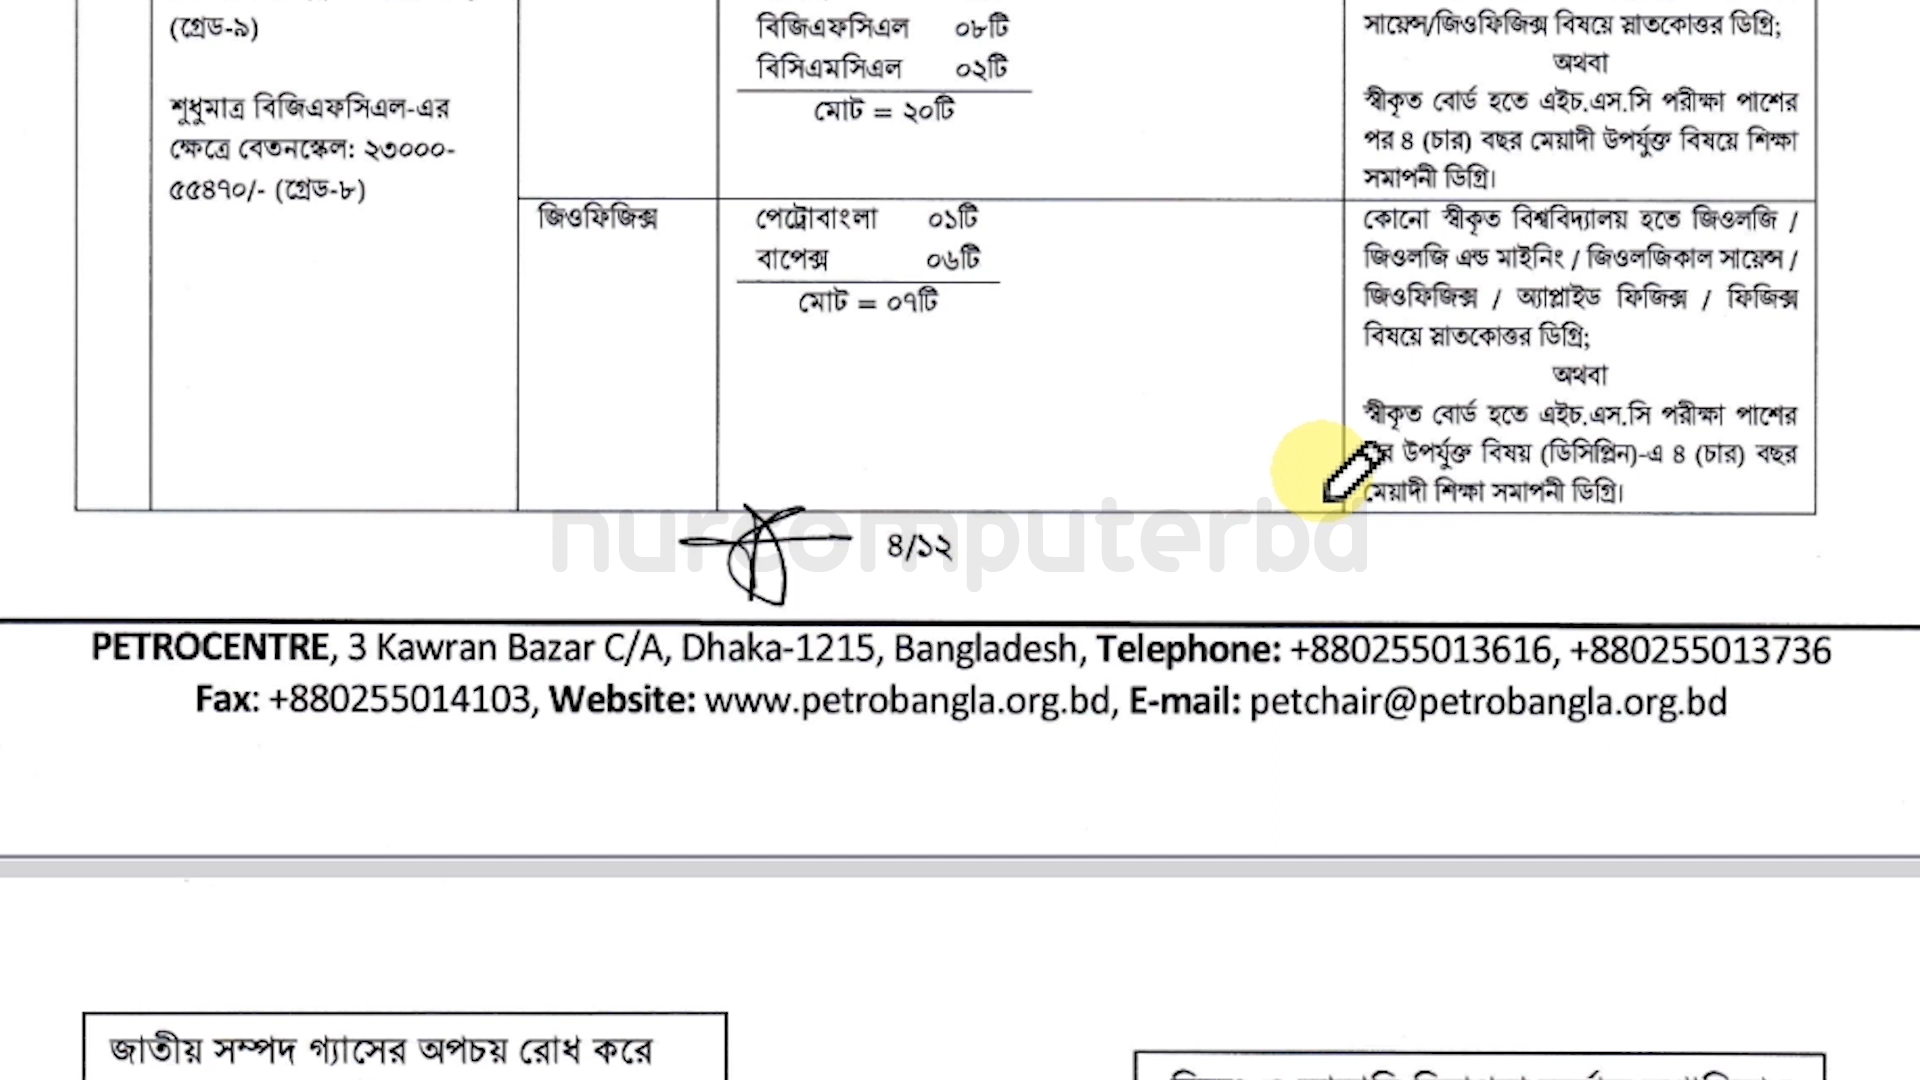 (গ্রেড-৯)
শুধুমাত্র বিজিএফসিএল-এর
ক্ষেত্রে বেতনস্কেল: ২৩০০০-
৫৫৪৭০/- (গ্রেড-৮)
বিজিএফসিএল ০৮টি
বিসিএমসিএল ০২টি
মোট = ২০টি
সায়েন্স/জিওফিজিক্স বিষয়ে স্নাতকোত্তর ডিগ্রি;
অথবা
স্বীকৃত বোর্ড হতে এইচ.এস.সি পরীক্ষা পাশের
পর ৪ (চার) বছর মেয়াদী উপর্যুক্ত বিষয়ে শিক্ষা
সমাপনী ডিগ্রি।
জিওফিজিক্স
পেট্রোবাংলা ০১টি
বাপেক্স ০৬টি
মোট = ০৭টি
কোনো স্বীকৃত বিশ্ববিদ্যালয় হতে জিওলজি /
জিওলজি এন্ড মাইনিং / জিওলজিকাল সায়েন্স /
জিওফিজিক্স / অ্যাপ্লাইড ফিজিক্স / ফিজিক্স
বিষয়ে স্নাতকোত্তর ডিগ্রি;
অথবা
স্বীকৃত বোর্ড হতে এইচ.এস.সি পরীক্ষা পাশের
উপর্যুক্ত বিষয় (ডিসিপ্লিন)-এ ৪ (চার) বছর
মেয়াদী শিক্ষা সমাপনী ডিগ্রি।
nurcomputerbd
৪/১২
PETROCENTRE, 3 Kawran Bazar C/A, Dhaka-1215, Bangladesh, Telephone: +880255013616, +880255013736
Fax: +880255014103, Website: www.petrobangla.org.bd, E-mail: petchair@petrobangla.org.bd
জাতীয় সম্পদ গ্যাসের অপচয় রোধ করে